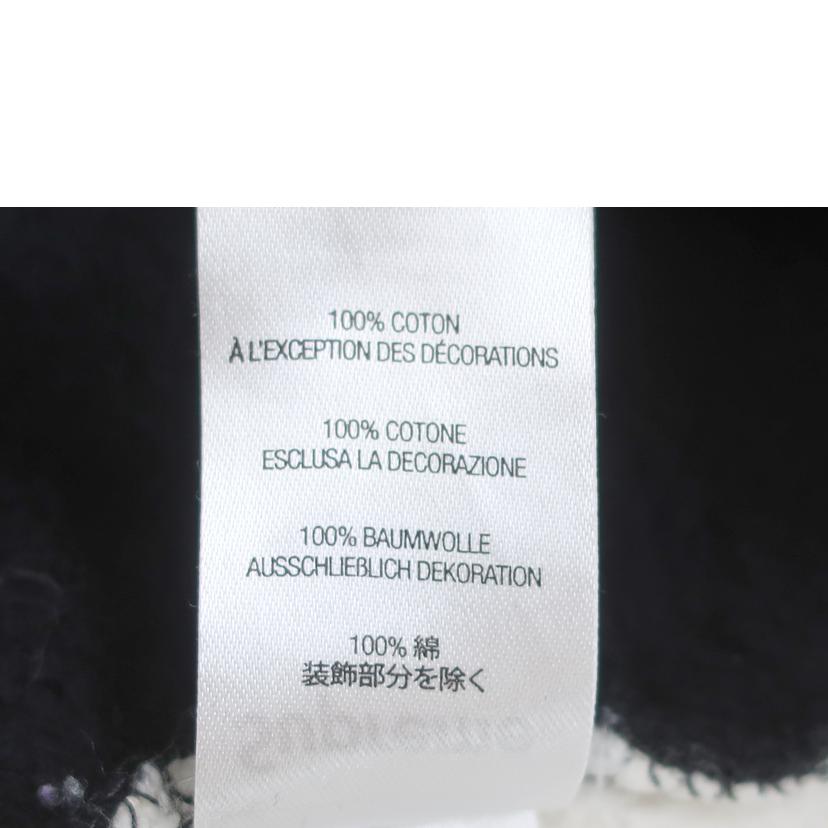 100% COTON
À L'EXCEPTION DES DÉCORATIONS
100% COTONE
ESCLUSA LA DECORAZIONE
100% BAUMWOLLE
AUSSCHLIEßLICH DEKORATION
100% 綿
装飾部分を除く